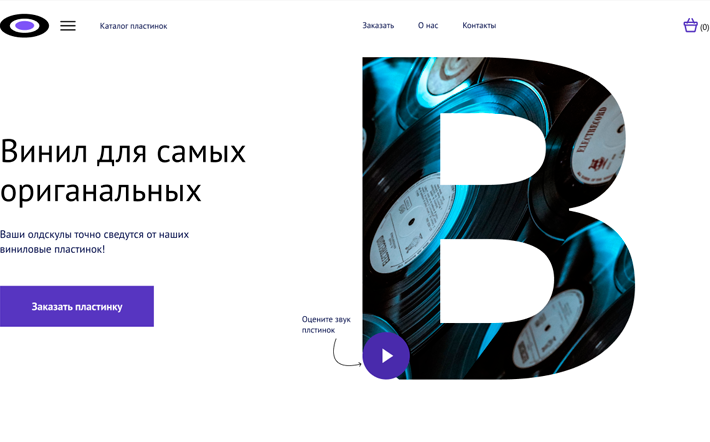 Каталог пластинок
Заказать
О нас
Контакты
(0)
Винил для самых
ориганальных
Ваши олдскулы точно сведутся от наших
виниловые пластинок!
Заказать пластинку
Оцените звук
плстинок
В
ELECTRECORD